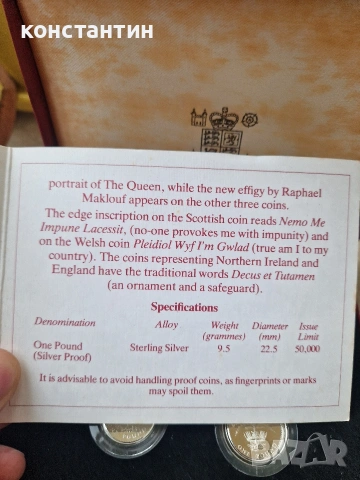 константин
portrait of The Queen, while the new effigy by Raphael
Maklouf appears on the other three coins.
The edge inscription on the Scottish coin reads Nemo Me
Impune Lacessit, (no-one provokes me with impunity) and
on the Welsh coin Pleidiol Wyf I'm Gwlad (true am I to my
country). The coins representing Northern Ireland and
England have the traditional words Decus et Tutamen
(an ornament and a safeguard).
Specifications
Denomination Alloy Weight Diameter Issue
(grammes) (mm) Limit
One Pound Sterling Silver 9.5 22.5 50,000
(Silver Proof)
It is advisable to avoid handling proof coins, as fingerprints or marks
may spoil them.
BAZAR